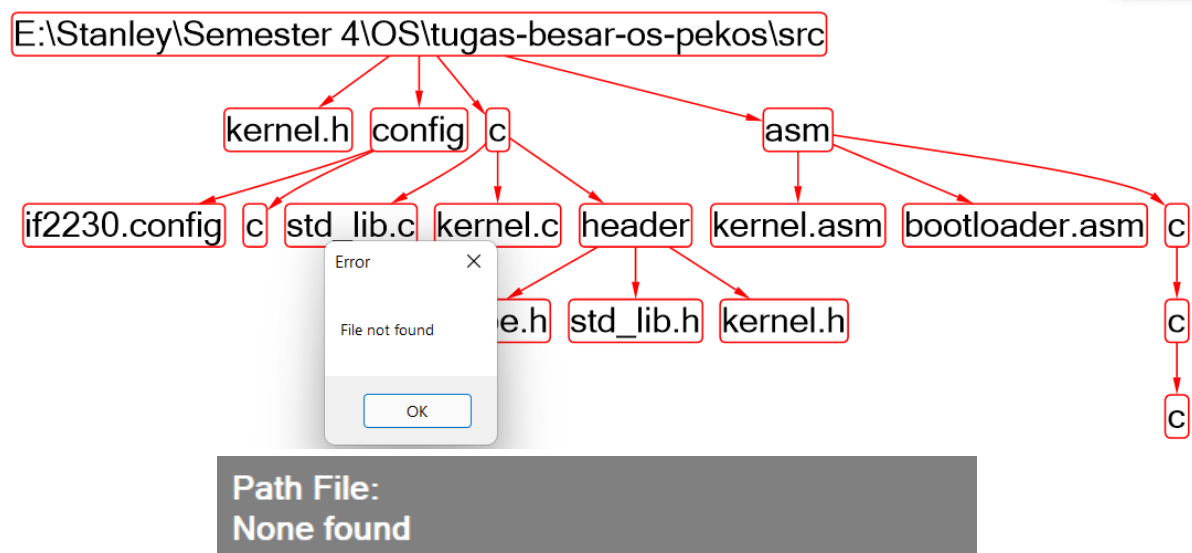 E:\Stanley\Semester 4\OS\tugas-besar-os-pekos\src
kernel.h config c asm
if2230.config c std_lib.c kernel.c header kernel.asm bootloader.asm c
Error
File not found
OK
std_lib.h kernel.h c
c
Path File:
None found